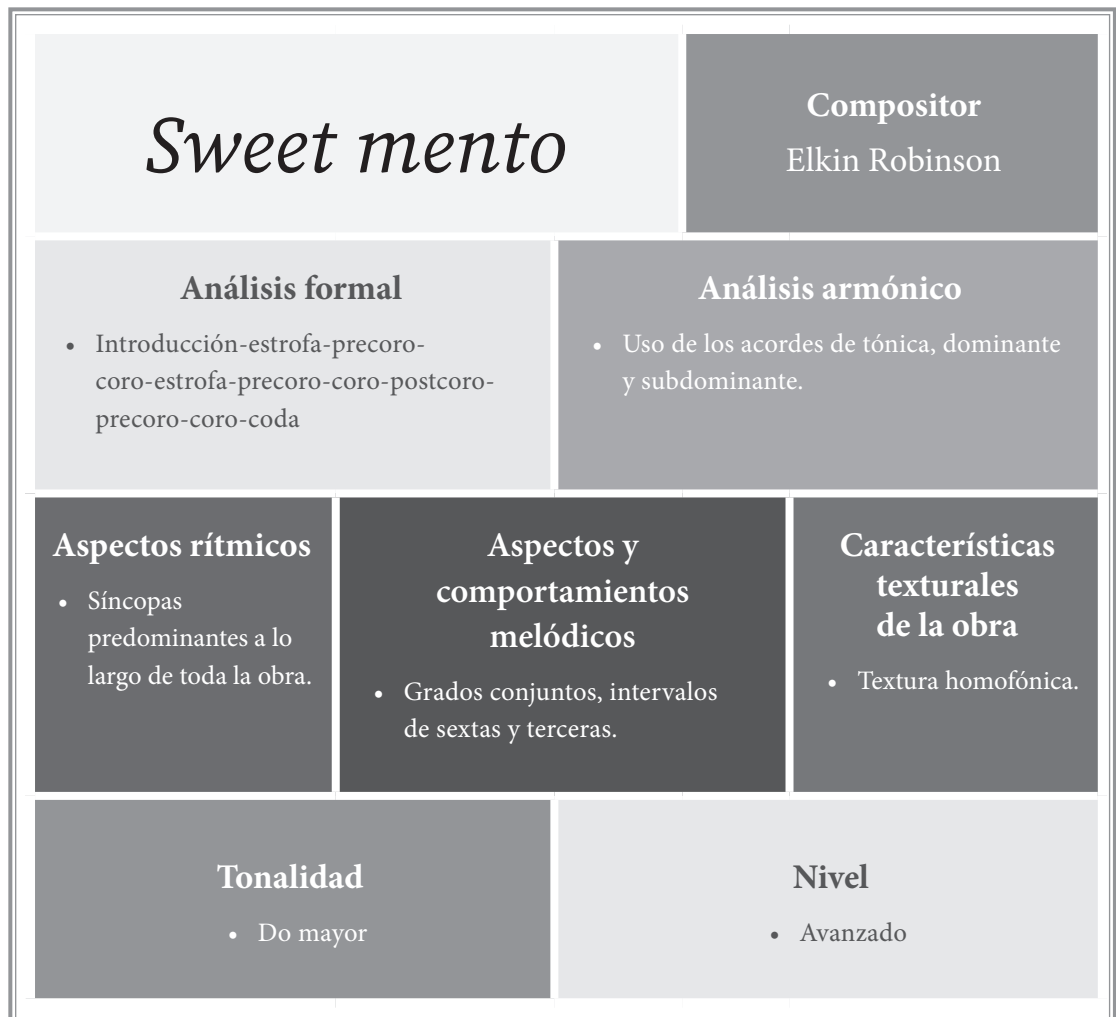 Sweet mento
Compositor
Elkin Robinson
Análisis formal
• Introducción-estrofa-precoro-
coro-estrofa-precoro-coro-postcoro-
precoro-coro-coda
Análisis armónico
• Uso de los acordes de tónica, dominante
y subdominante.
Aspectos rítmicos
• Síncopas
predominantes a lo
largo de toda la obra.
Aspectos y
comportamientos
melódicos
• Grados conjuntos, intervalos
de sextas y terceras.
Características
texturales
de la obra
• Textura homofónica.
Tonalidad
• Do mayor
Nivel
• Avanzado